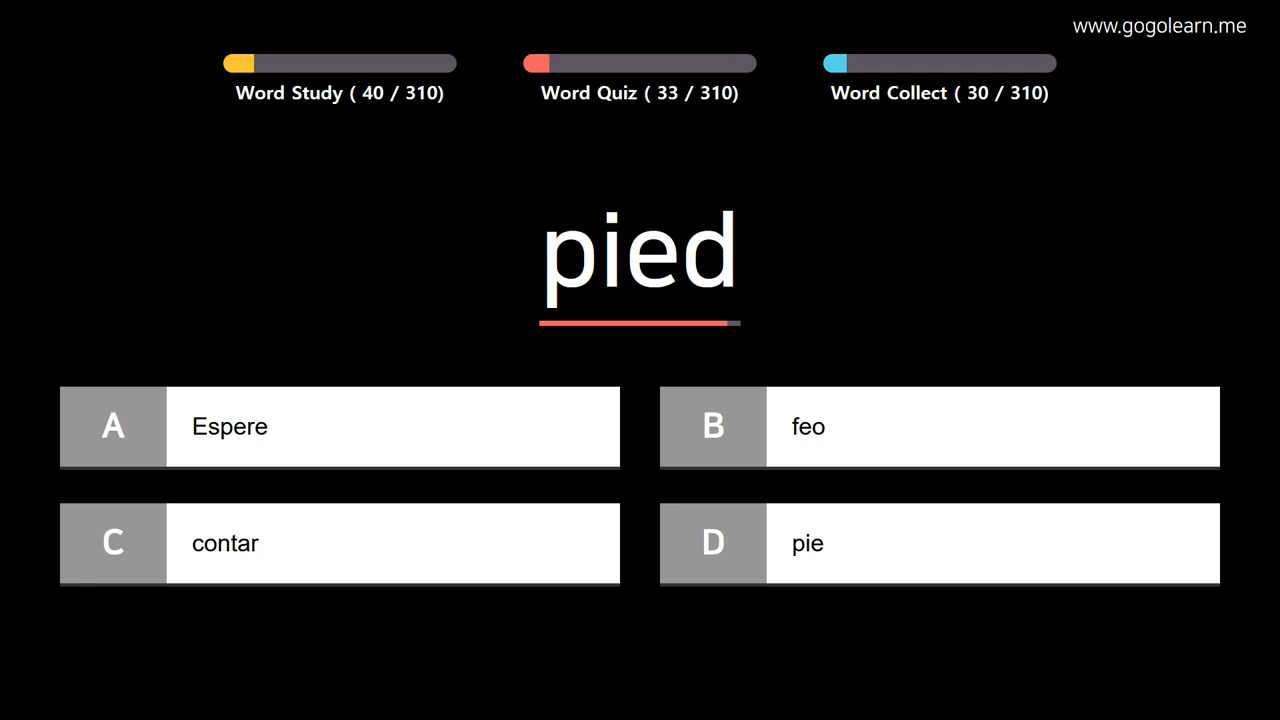 www.gogolearn.me
Word Study ( 40 / 310)
Word Quiz ( 33 / 310)
Word Collect ( 30 / 310)
pied
A Espere
B feo
C contar
D pie